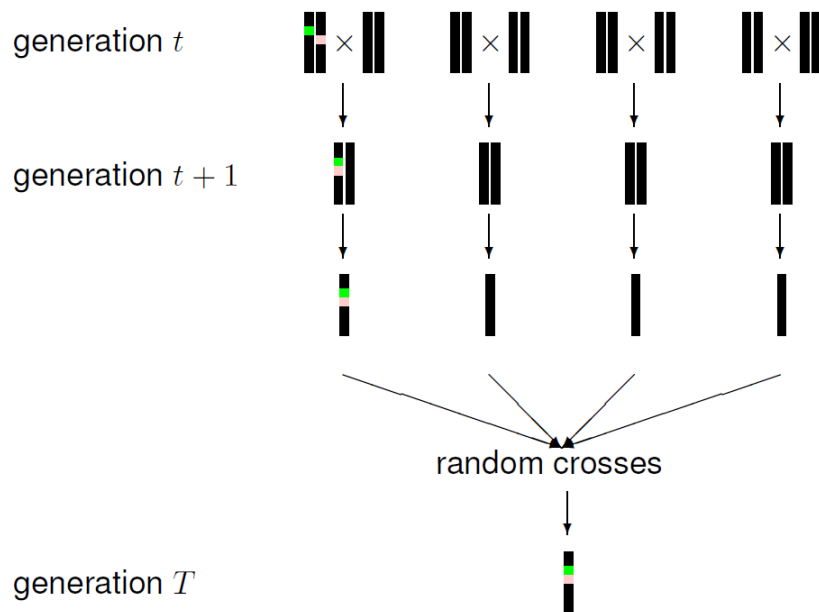 generation t
× × × ×
generation t + 1
random crosses
generation T